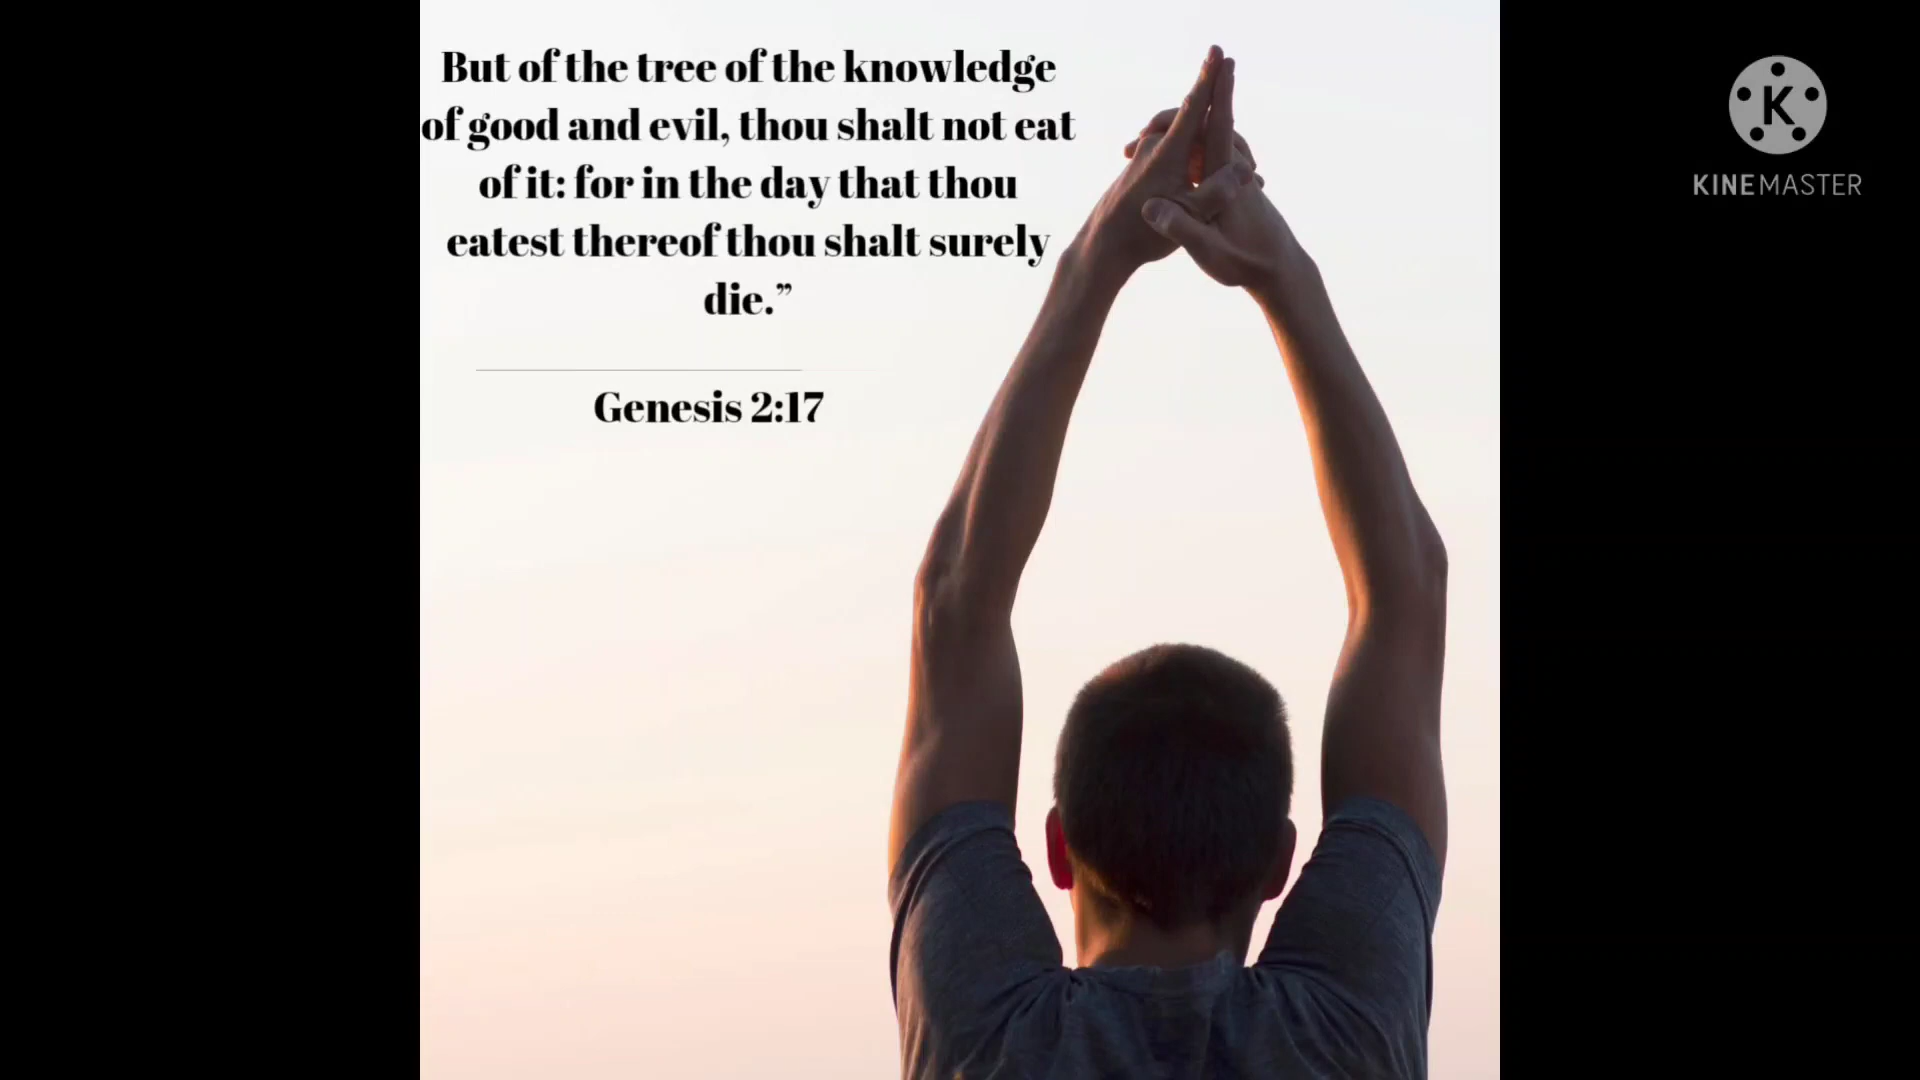 But of the tree of the knowledge
of good and evil, thou shalt not eat
of it: for in the day that thou
eatest thereof thou shalt surely
die.”
Genesis 2:17
K
KINEMASTER